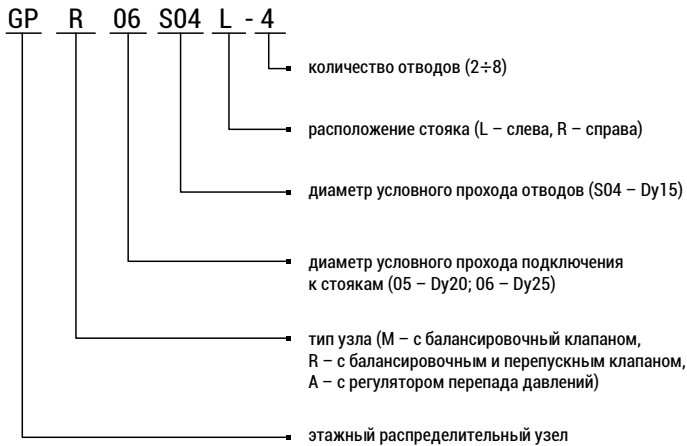 GP R 06 S04 L - 4
количество отводов (2÷8)
расположение стояка (L – слева, R – справа)
диаметр условного прохода отводов (S04 – Dy15)
диаметр условного прохода подключения
к стоякам (05 – Dy20; 06 – Dy25)
тип узла (M – с балансировочный клапаном,
R – с балансировочным и перепускным клапаном,
A – с регулятором перепада давлений)
этажный распределительный узел